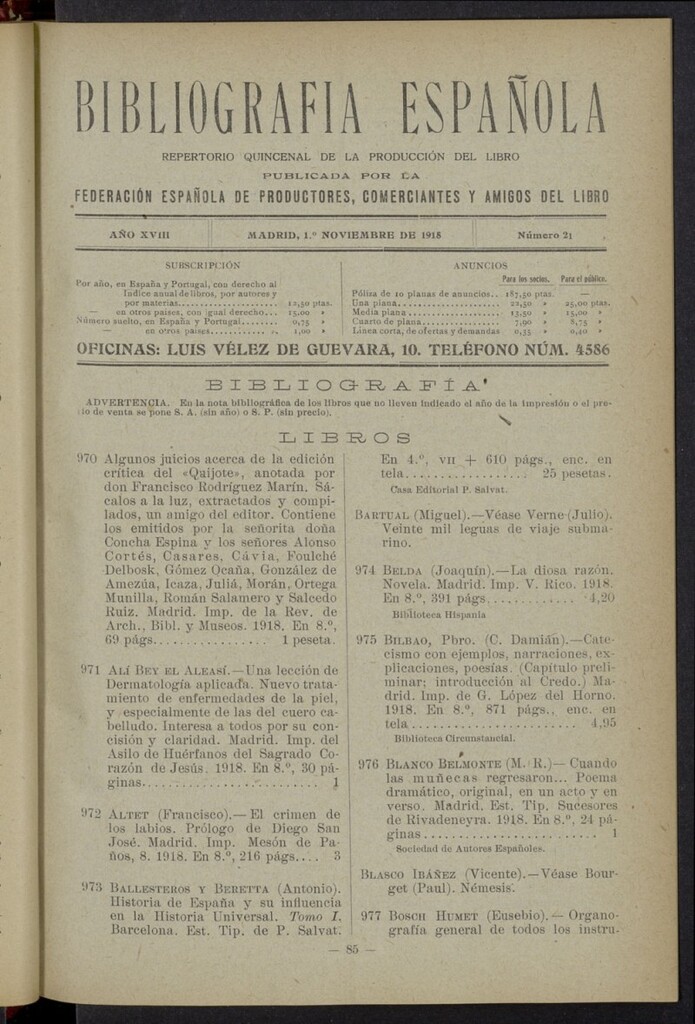 BIBLIOGRAFIA ESPAÑOLA
REPERTORIO QUINCENAL DE LA PRODUCCIÓN DEL LIBRO
PUBLICADA POR LA
FEDERACIÓN ESPAÑOLA DE PRODUCTORES, COMERCIANTES Y AMIGOS DEL LIBRO
AÑO XVIII
MADRID, 1.º NOVIEMBRE DE 1918
Número 21
SUBSCRIPCIÓN
Por año, en España y Portugal, con derecho al
Indice anual de libros, por autores y
por materias........................ 12,50 ptas.
— en otros países, con igual derecho... 15,00 »
Número suelto, en España y Portugal...... 0,75 »
— en otros países............. 1,00 »
ANUNCIOS
Para los socios. Para el público.
Póliza de 10 planas de anuncios.. 187,50 ptas. —
Una plana........................ 22,50 » 25,00 ptas.
Media plana...................... 13,50 » 15,00 »
Cuarto de plana.................. 7,90 » 8,75 »
Línea corta, de ofertas y demandas 0,35 » 0,40 »
OFICINAS: LUIS VÉLEZ DE GUEVARA, 10. TELÉFONO NÚM. 4586
BIBLIOGRAFÍA
ADVERTENCIA. En la nota bibliográfica de los libros que no lleven indicado el año de la impresión o el pre-
cio de venta se pone S. A. (sin año) o S. P. (sin precio).
LIBROS
970 Algunos juicios acerca de la edición
crítica del «Quijote», anotada por
don Francisco Rodríguez Marín. Sá-
calos a la luz, extractados y compi-
lados, un amigo del editor. Contiene
los emitidos por la señorita doña
Concha Espina y los señores Alonso
Cortés, Casares, Cávia, Foulché
Delbosk, Gómez Ocaña, González de
Amezúa, Icaza, Juliá, Morán, Ortega
Munilla, Román Salamero y Salcedo
Ruiz. Madrid. Imp. de la Rev. de
Arch., Bibl. y Museos. 1918. En 8.º,
69 págs................. 1 peseta.
971 ALÍ BEY EL ALEASÍ.—Una lección de
Dermatología aplicada. Nuevo trata-
miento de enfermedades de la piel,
y especialmente de las del cuero ca-
belludo. Interesa a todos por su con-
cisión y claridad. Madrid. Imp. del
Asilo de Huérfanos del Sagrado Co-
razón de Jesús. 1918. En 8.º, 30 pá-
ginas......................... 1
972 ALTET (Francisco).—El crimen de
los labios. Prólogo de Diego San
José. Madrid. Imp. Mesón de Pa-
ños, 8. 1918. En 8.º, 216 págs.... 3
973 BALLESTEROS Y BERETTA (Antonio).
Historia de España y su influencia
en la Historia Universal. Tomo I.
Barcelona. Est. Tip. de P. Salvat.
En 4.º, VII + 610 págs., enc. en
tela................... 25 pesetas.
Casa Editorial P. Salvat.
BARTUAL (Miguel).—Véase Verne (Julio).
Veinte mil leguas de viaje subma-
rino.
974 BELDA (Joaquín).—La diosa razón.
Novela. Madrid. Imp. V. Rico. 1918.
En 8.º, 391 págs............. 4,20
Biblioteca Hispania
975 BILBAO, Pbro. (C. Damián).—Cate-
cismo con ejemplos, narraciones, ex-
plicaciones, poesías. (Capítulo preli-
minar: introducción al Credo.) Ma-
drid. Imp. de G. López del Horno.
1918. En 8.º, 871 págs., enc. en
tela........................ 4,95
Biblioteca Circunstancial.
976 BLANCO BELMONTE (M. R.)—Cuando
las muñecas regresaron... Poema
dramático, original, en un acto y en
verso. Madrid. Est. Tip. Sucesores
de Rivadeneyra. 1918. En 8.º, 24 pá-
ginas....................... 1
Sociedad de Autores Españoles.
BLASCO IBÁÑEZ (Vicente).—Véase Bour-
get (Paul). Némesis.
977 BOSCH HUMET (Eusebio).—Organo-
grafía general de todos los instru-
— 85 —